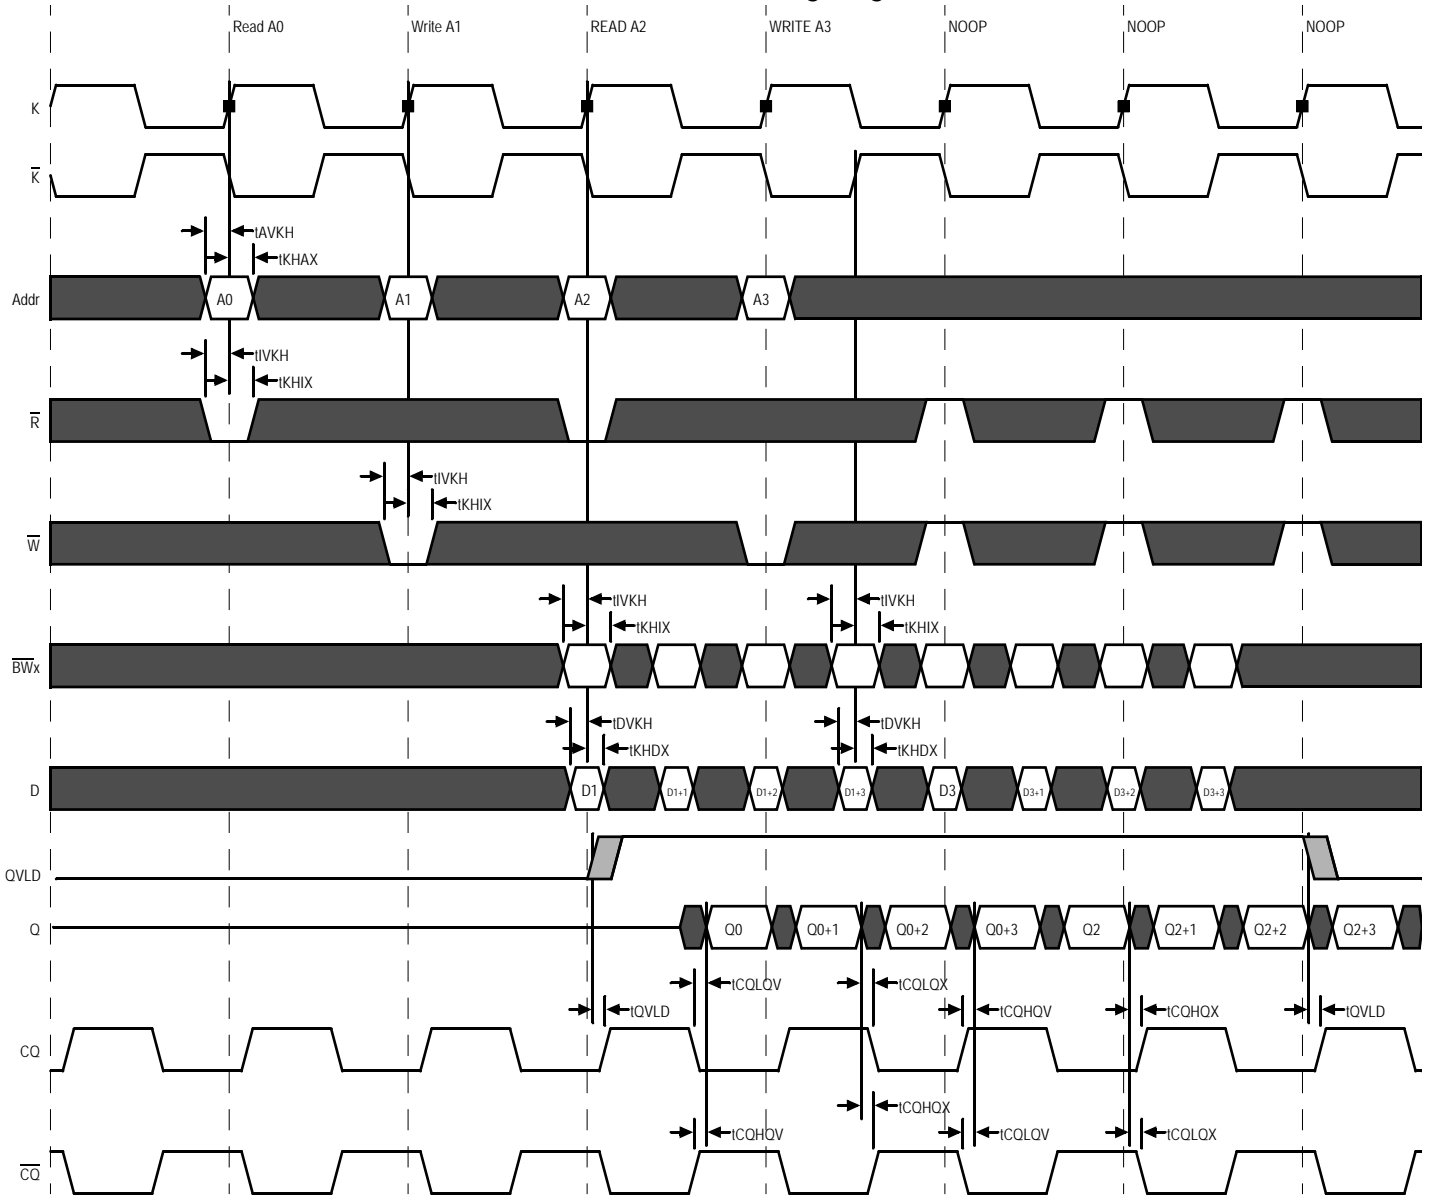 Read A0 Write A1 READ A2 WRITE A3 NOOP NOOP NOOP
K
K̅
tAVKH
tKHAX
Addr A0 A1 A2 A3
tIVKH
tKHIX
R̅
tIVKH
tKHIX
W̅
tIVKH tIVKH
tKHIX tKHIX
B̅W̅x
tDVKH tDVKH
tKHDX tKHDX
D D1 D1+1 D1+2 D1+3 D3 D3+1 D3+2 D3+3
QVLD
Q Q0 Q0+1 Q0+2 Q0+3 Q2 Q2+1 Q2+2 Q2+3
tCQLQV tCQLQX
tQVLD tCQHQV tCQHQX tQVLD
CQ
tCQHQX
tCQHQV tCQLQV tCQLQX
C̅Q̅